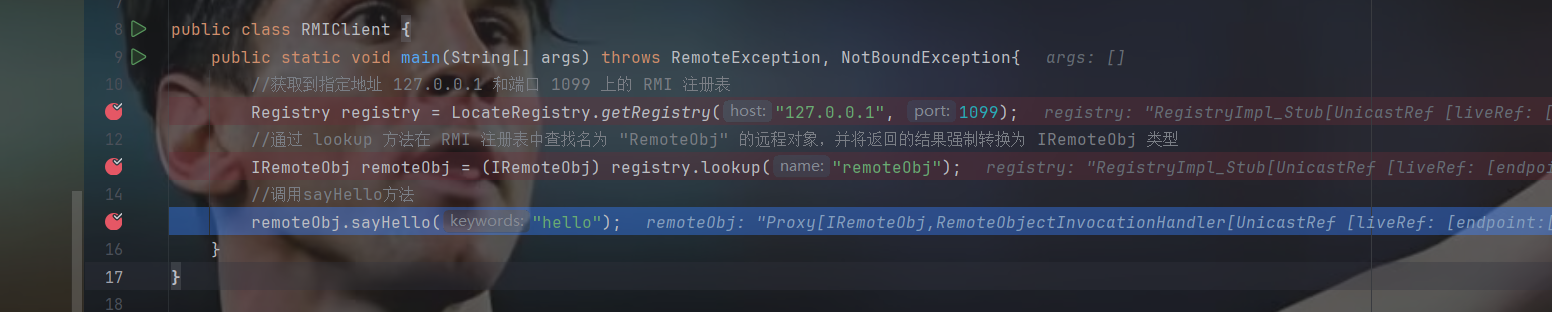 7
8 public class RMIClient {
9 public static void main(String[] args) throws RemoteException, NotBoundException{ args: []
10 //获取到指定地址 127.0.0.1 和端口 1099 上的 RMI 注册表
Registry registry = LocateRegistry.getRegistry( host: "127.0.0.1", port: 1099); registry: "RegistryImpl_Stub[UnicastRef [liveRef: [
12 //通过 lookup 方法在 RMI 注册表中查找名为 "RemoteObj" 的远程对象，并将返回的结果强制转换为 IRemoteObj 类型
IRemoteObj remoteObj = (IRemoteObj) registry.lookup( name: "remoteObj"); registry: "RegistryImpl_Stub[UnicastRef [liveRef: [endpoi
14 //调用sayHello方法
remoteObj.sayHello( keywords: "hello"); remoteObj: "Proxy[IRemoteObj,RemoteObjectInvocationHandler[UnicastRef [liveRef: [endpoint:[
16 }
17 }
18